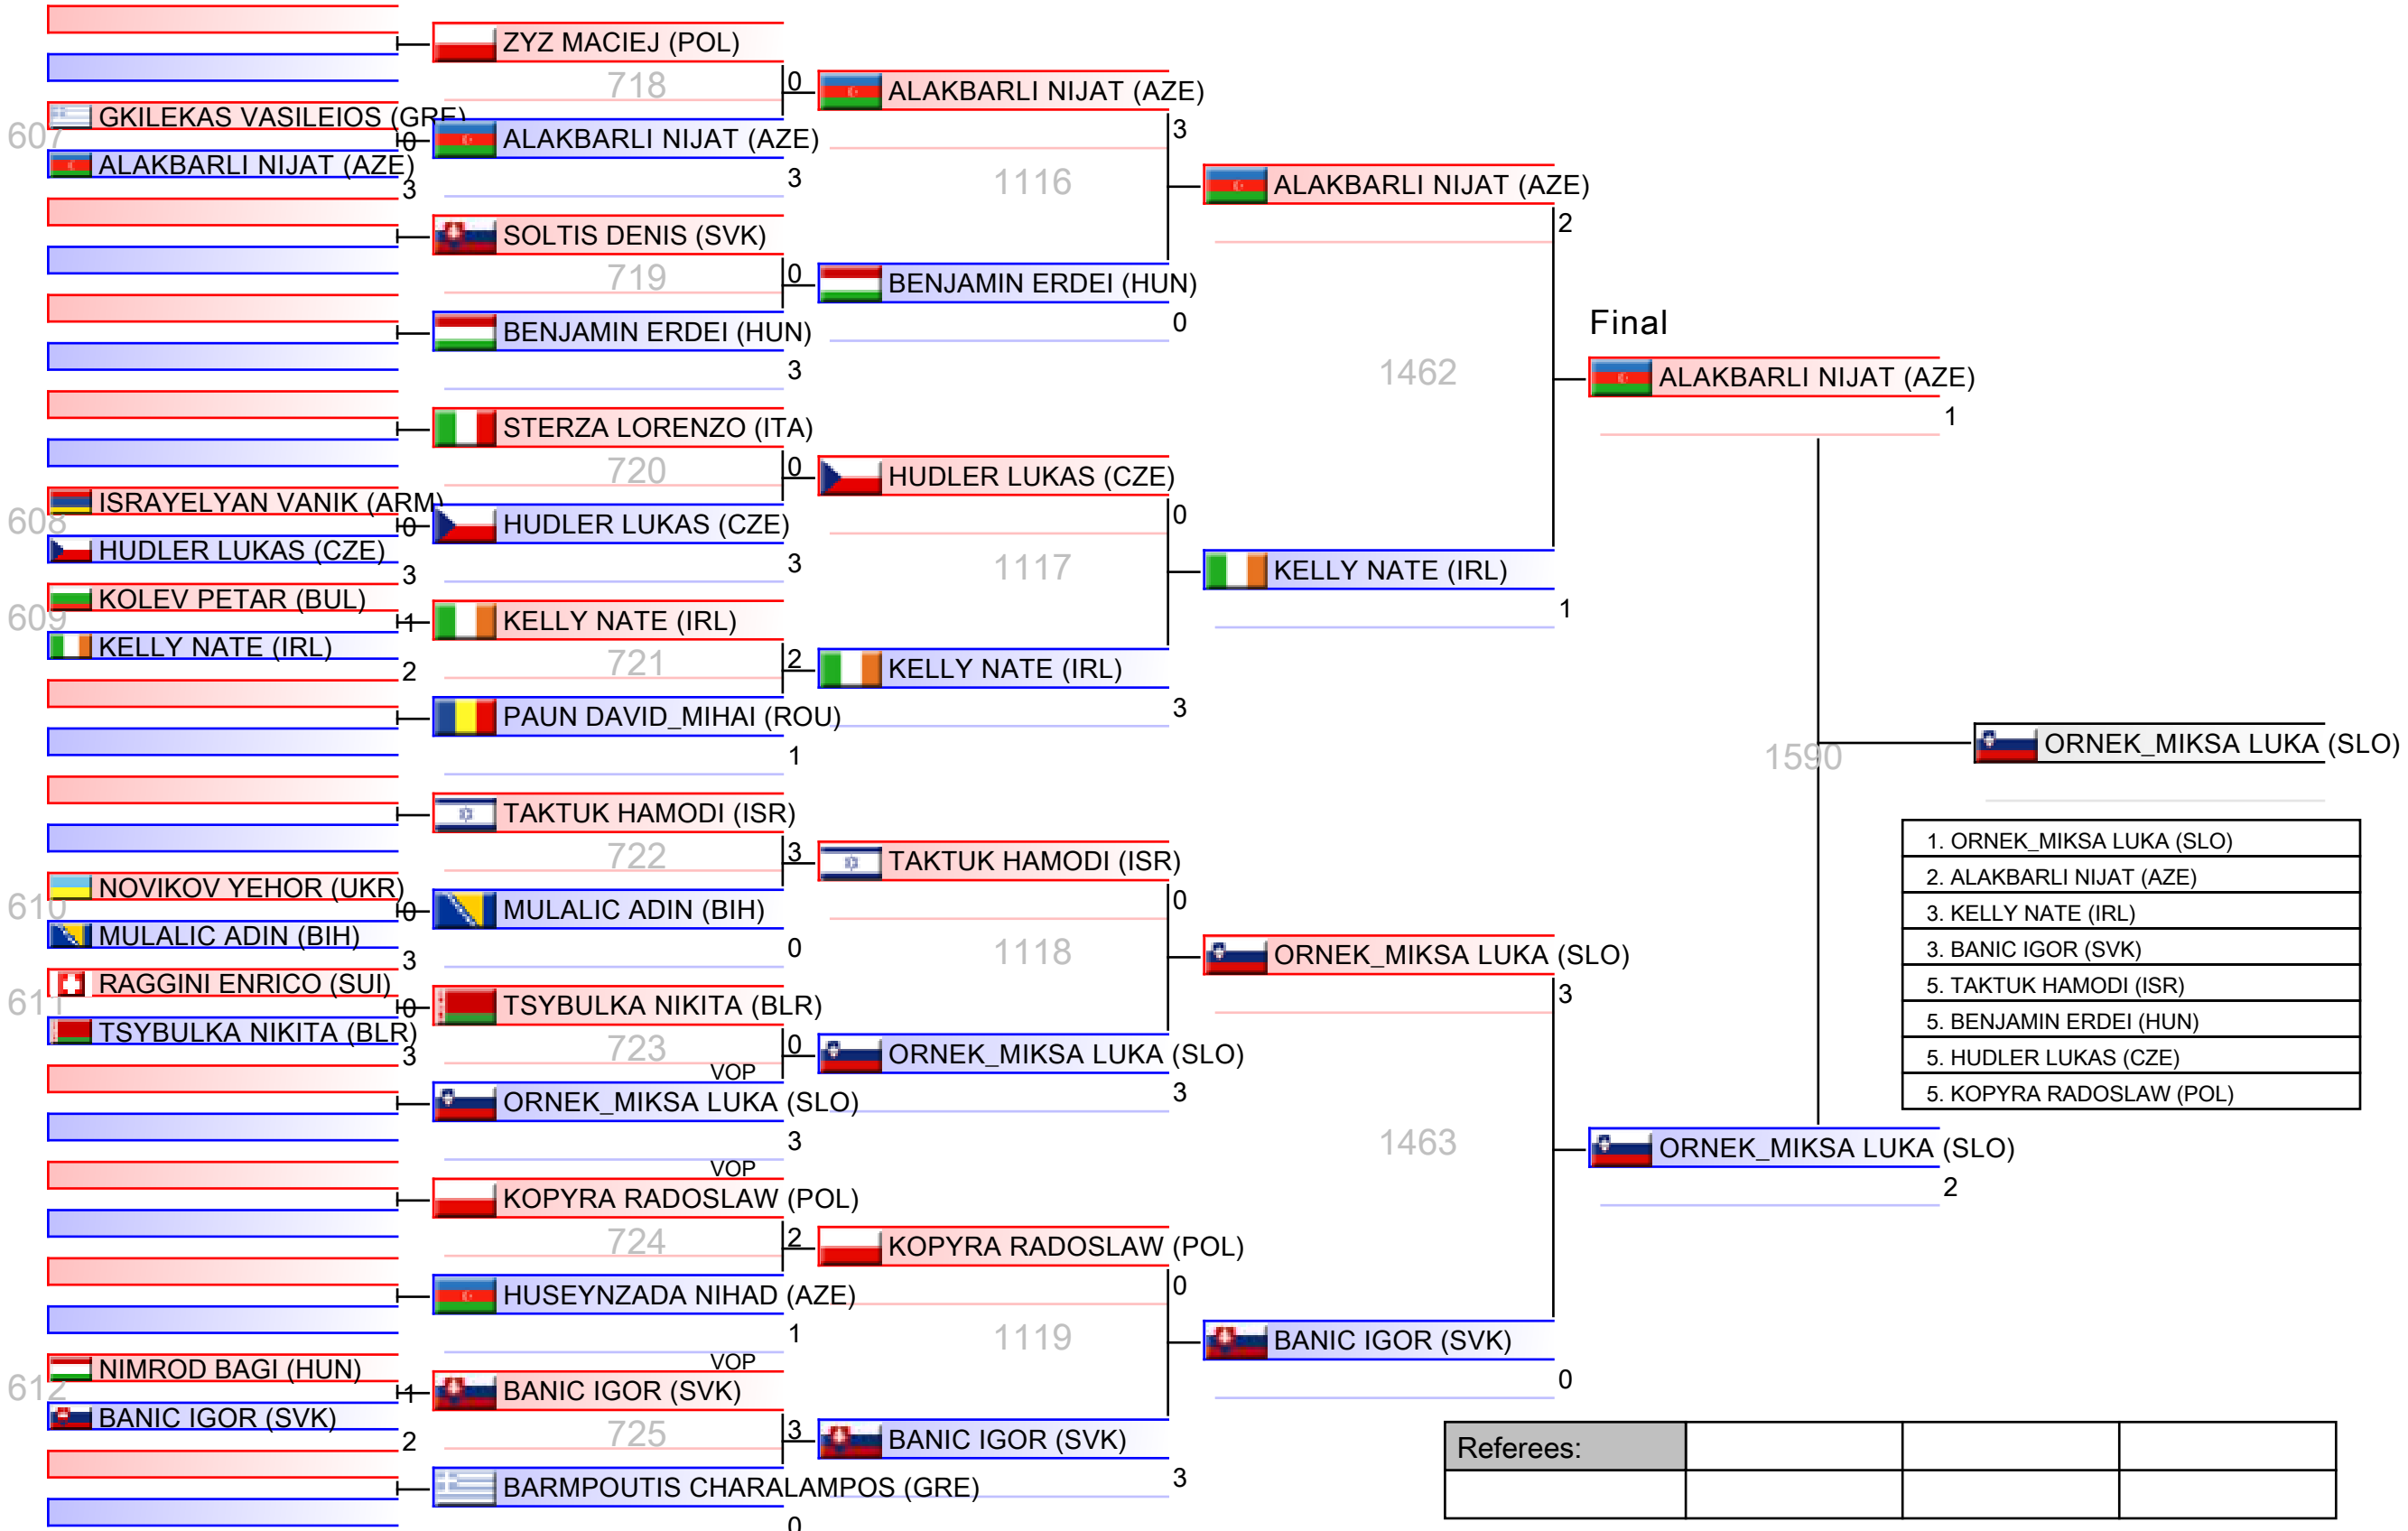 ZYZ MACIEJ (POL)
718
0
ALAKBARLI NIJAT (AZE)
607
GKILEKAS VASILEIOS (GRE)
0
ALAKBARLI NIJAT (AZE)
3
ALAKBARLI NIJAT (AZE)
3
3
1116
ALAKBARLI NIJAT (AZE)
2
SOLTIS DENIS (SVK)
719
0
BENJAMIN ERDEI (HUN)
0
BENJAMIN ERDEI (HUN)
3
Final
1462
ALAKBARLI NIJAT (AZE)
1
STERZA LORENZO (ITA)
720
0
HUDLER LUKAS (CZE)
0
608
ISRAYELYAN VANIK (ARM)
0
HUDLER LUKAS (CZE)
3
HUDLER LUKAS (CZE)
3
1117
KELLY NATE (IRL)
1
609
KOLEV PETAR (BUL)
1
KELLY NATE (IRL)
2
KELLY NATE (IRL)
721
2
KELLY NATE (IRL)
3
PAUN DAVID_MIHAI (ROU)
1
1590
ORNEK_MIKSA LUKA (SLO)
TAKTUK HAMODI (ISR)
722
3
TAKTUK HAMODI (ISR)
0
610
NOVIKOV YEHOR (UKR)
0
MULALIC ADIN (BIH)
3
MULALIC ADIN (BIH)
0
1118
ORNEK_MIKSA LUKA (SLO)
3
611
RAGGINI ENRICO (SUI)
0
TSYBULKA NIKITA (BLR)
3
TSYBULKA NIKITA (BLR)
723
0
VOP
ORNEK_MIKSA LUKA (SLO)
3
ORNEK_MIKSA LUKA (SLO)
3
1463
ORNEK_MIKSA LUKA (SLO)
2
VOP
KOPYRA RADOSLAW (POL)
724
2
KOPYRA RADOSLAW (POL)
0
HUSEYNZADA NIHAD (AZE)
1
1119
BANIC IGOR (SVK)
0
612
NIMROD BAGI (HUN)
1
BANIC IGOR (SVK)
2
VOP
BANIC IGOR (SVK)
725
3
BANIC IGOR (SVK)
3
BARMPOUTIS CHARALAMPOS (GRE)
0
1. ORNEK_MIKSA LUKA (SLO)
2. ALAKBARLI NIJAT (AZE)
3. KELLY NATE (IRL)
3. BANIC IGOR (SVK)
5. TAKTUK HAMODI (ISR)
5. BENJAMIN ERDEI (HUN)
5. HUDLER LUKAS (CZE)
5. KOPYRA RADOSLAW (POL)
Referees: